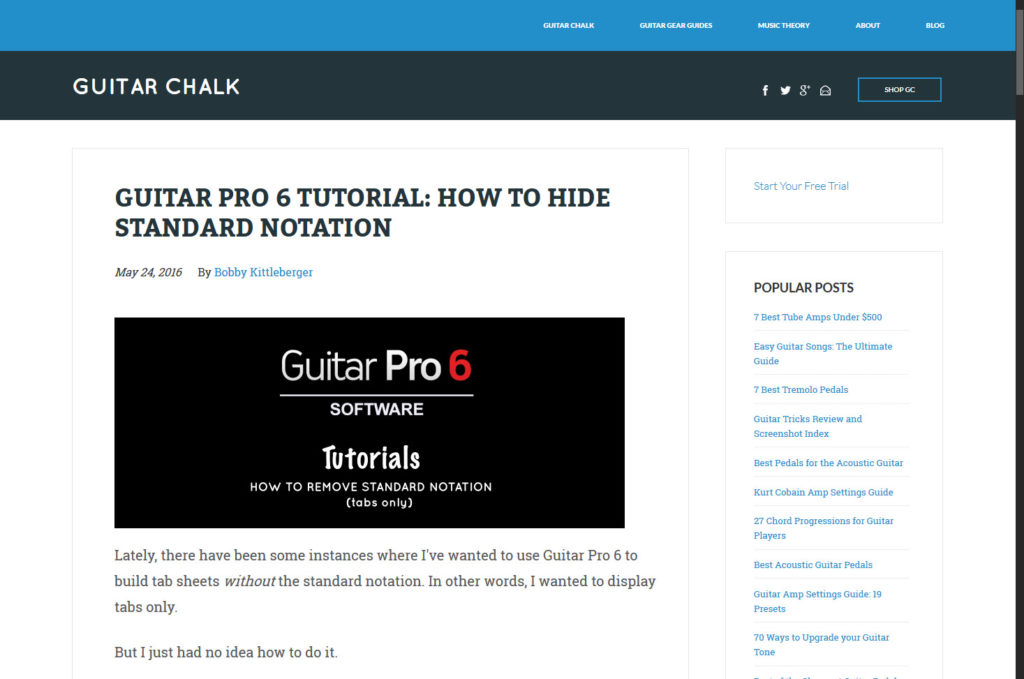 GUITAR CHALK
GUITAR GEAR GUIDES
MUSIC THEORY
ABOUT
BLOG
GUITAR CHALK
SHOP GC
GUITAR PRO 6 TUTORIAL: HOW TO HIDE
STANDARD NOTATION
May 24, 2016 By Bobby Kittleberger
Guitar Pro 6
SOFTWARE
Tutorials
HOW TO REMOVE STANDARD NOTATION
(tabs only)
Lately, there have been some instances where I've wanted to use Guitar Pro 6 to
build tab sheets without the standard notation. In other words, I wanted to display
tabs only.
But I just had no idea how to do it.
Start Your Free Trial
POPULAR POSTS
7 Best Tube Amps Under $500
Easy Guitar Songs: The Ultimate
Guide
7 Best Tremolo Pedals
Guitar Tricks Review and
Screenshot Index
Best Pedals for the Acoustic Guitar
Kurt Cobain Amp Settings Guide
27 Chord Progressions for Guitar
Players
Best Acoustic Guitar Pedals
Guitar Amp Settings Guide: 19
Presets
70 Ways to Upgrade your Guitar
Tone